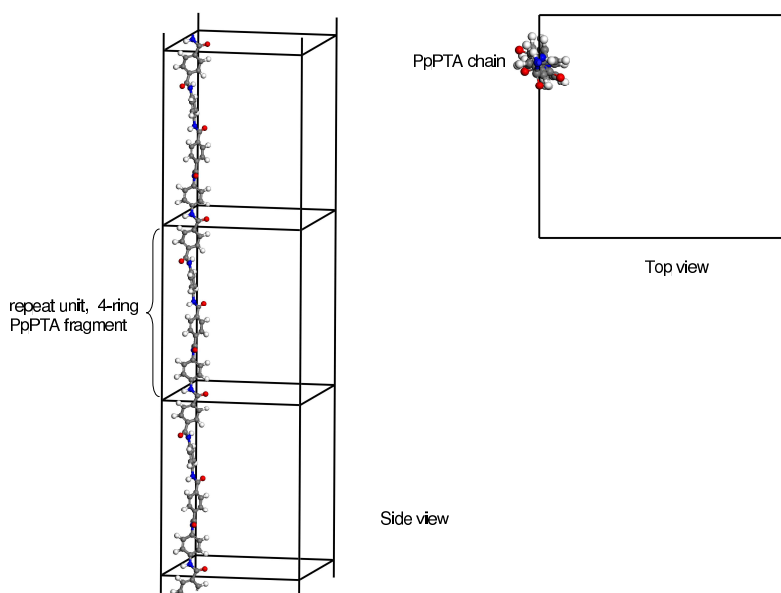 PpPTA chain
Top view
repeat unit, 4-ring
PpPTA fragment
Side view